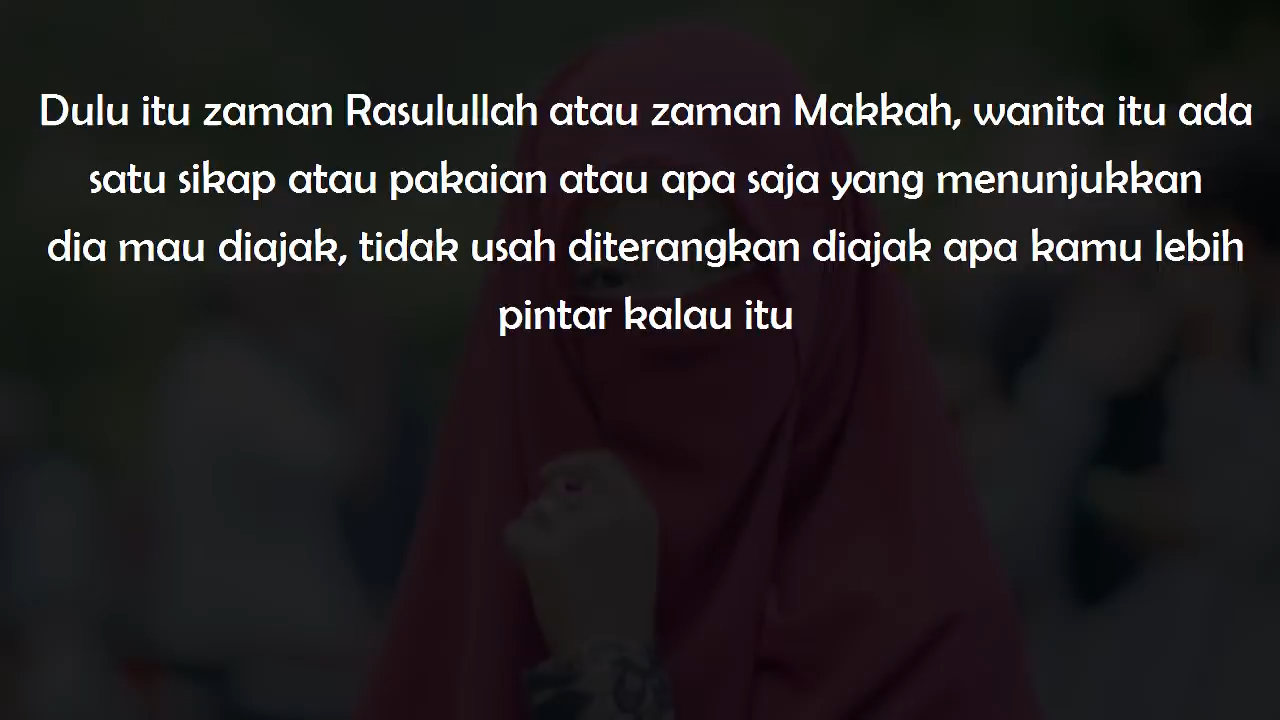 Dulu itu zaman Rasulullah atau zaman Makkah, wanita itu ada
satu sikap atau pakaian atau apa saja yang menunjukkan
dia mau diajak, tidak usah diterangkan diajak apa kamu lebih
pintar kalau itu